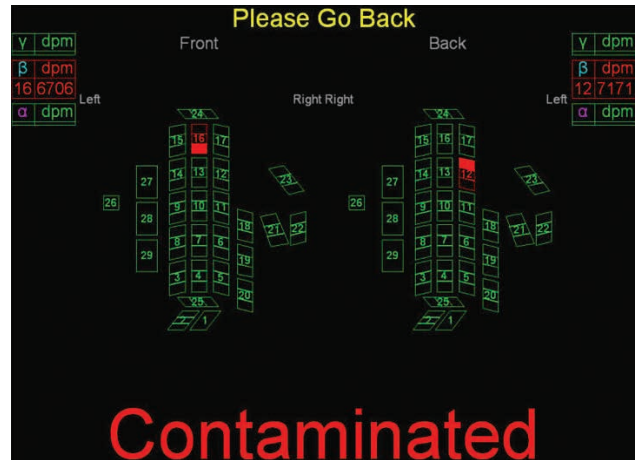 Please Go Back
γ dpm
β dpm
16 6706
α dpm
Front
Left
Right
24
15 16 17
14 13 12
9 10 11
8 7 6
3 4 5
25
2 1
26
27
28
29
18
19
20
21
22
23
Back
Right
Left
γ dpm
β dpm
12 7171
α dpm
24
15 16 17
14 13 12
9 10 11
8 7 6
3 4 5
25
2 1
26
27
28
29
18
19
20
21
22
23
Contaminated